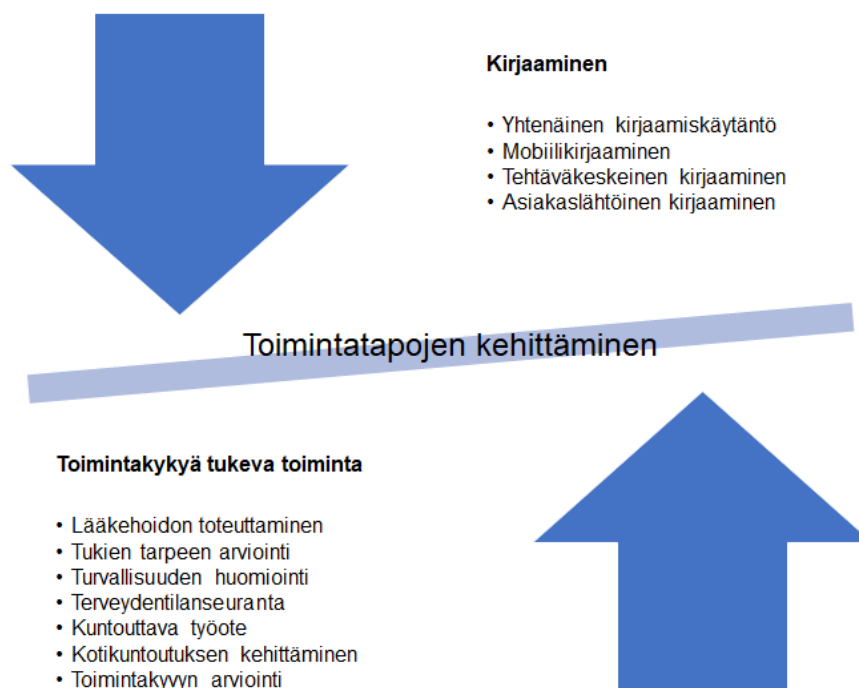 Kirjaaminen
• Yhtenäinen kirjaamiskäytäntö
• Mobiilikirjaaminen
• Tehtäväkeskeinen kirjaaminen
• Asiakaslähtöinen kirjaaminen
Toimintatapojen kehittäminen
Toimintakykyä tukeva toiminta
• Lääkehoidon toteuttaminen
• Tukien tarpeen arviointi
• Turvallisuuden huomiointi
• Terveydentilanseuranta
• Kuntouttava työote
• Kotikuntoutuksen kehittäminen
• Toimintakyvyn arviointi